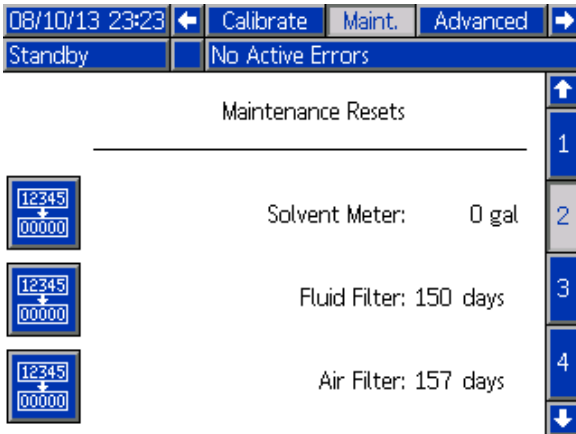 08/10/13 23:23 Calibrate Maint. Advanced
Standby No Active Errors
Maintenance Resets
1
12345
00000
Solvent Meter: 0 gal
2
12345
00000
Fluid Filter: 150 days
3
12345
00000
Air Filter: 157 days
4